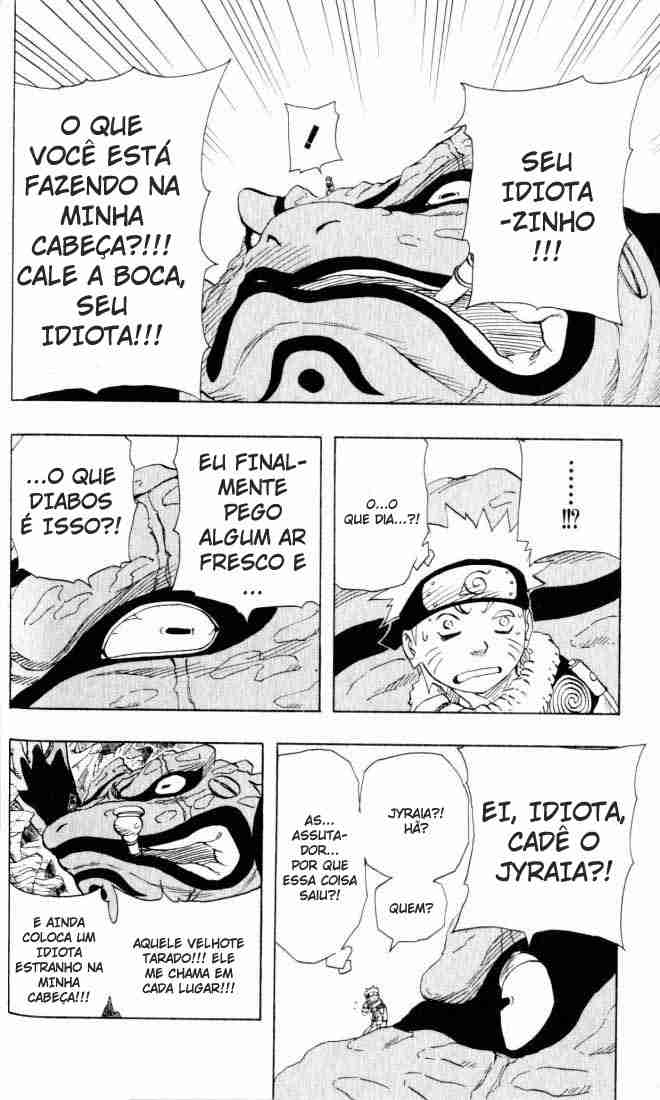 SEU
IDIOTA
-ZINHO
!!!
!
O QUE
VOCÊ ESTÁ
FAZENDO NA
MINHA
CABEÇA?!!!
CALE A BOCA,
SEU
IDIOTA!!!
......
!!?
O...O
QUE DIA...?!
EU FINAL-
MENTE
PEGO
ALGUM AR
FRESCO E
...
...O QUE
DIABOS
É ISSO?!
EI, IDIOTA,
CADÊ O
JYRAIA?!
JYRAIA?!
HÃ?
QUEM?
AS...
ASSUTA-
DOR...
POR QUE
ESSA COISA
SAIU?!
AQUELE VELHOTE
TARADO!!! ELE
ME CHAMA EM
CADA LUGAR!!!
E AINDA
COLOCA UM
IDIOTA
ESTRANHO NA
MINHA
CABEÇA!!!